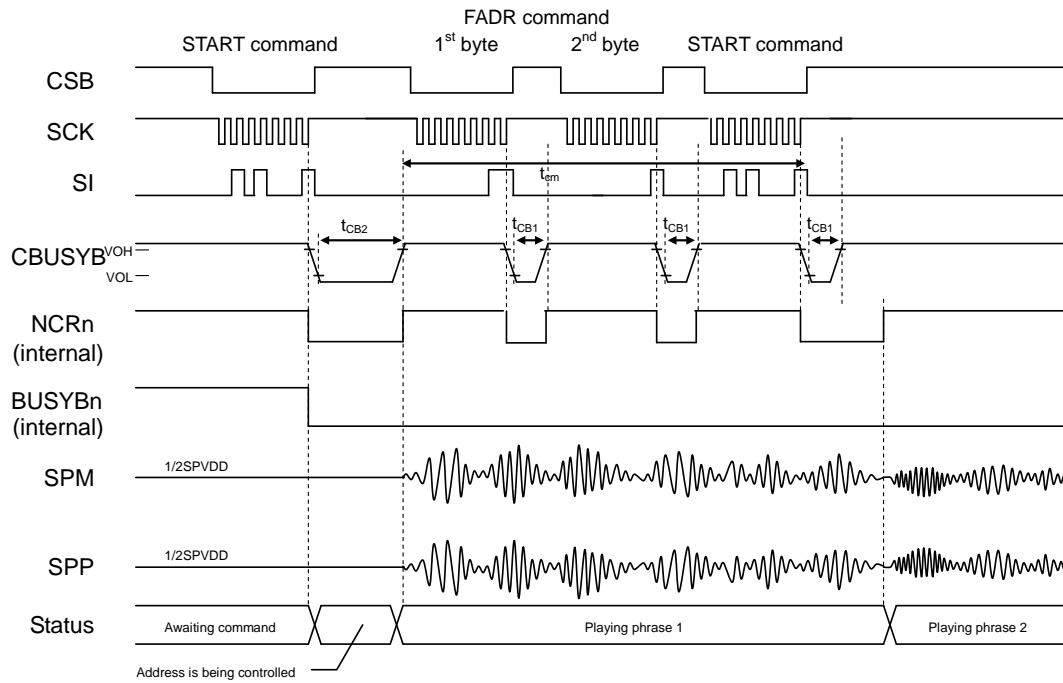 FADR command
START command 1st byte 2nd byte START command
CSB
SCK
SI
tcm
tCB2 tCB1 tCB1 tCB1
CBUSYB VOH
VOL
NCRn
(internal)
BUSYBn
(internal)
SPM 1/2SPVDD
SPP 1/2SPVDD
Status Awaiting command Playing phrase 1 Playing phrase 2
Address is being controlled